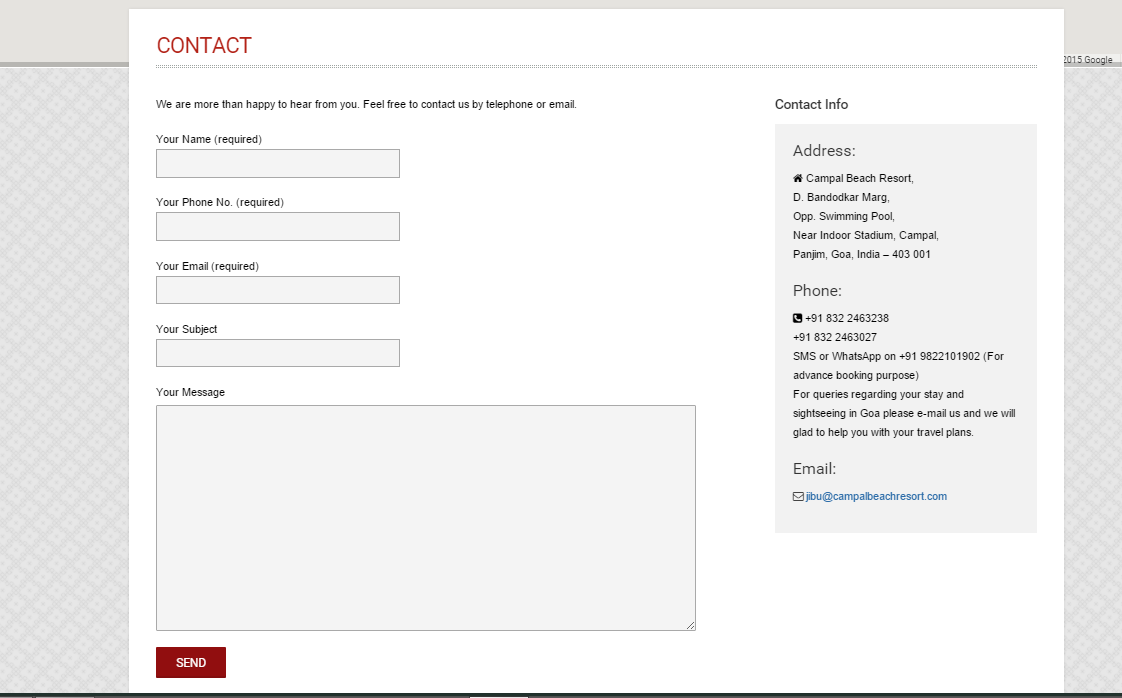 CONTACT
2015 Google
We are more than happy to hear from you. Feel free to contact us by telephone or email.
Your Name (required)
Your Phone No. (required)
Your Email (required)
Your Subject
Your Message
SEND
Contact Info
Address:
Campal Beach Resort,
D. Bandodkar Marg,
Opp. Swimming Pool,
Near Indoor Stadium, Campal,
Panjim, Goa, India – 403 001
Phone:
+91 832 2463238
+91 832 2463027
SMS or WhatsApp on +91 9822101902 (For
advance booking purpose)
For queries regarding your stay and
sightseeing in Goa please e-mail us and we will
glad to help you with your travel plans.
Email:
jibu@campalbeachresort.com